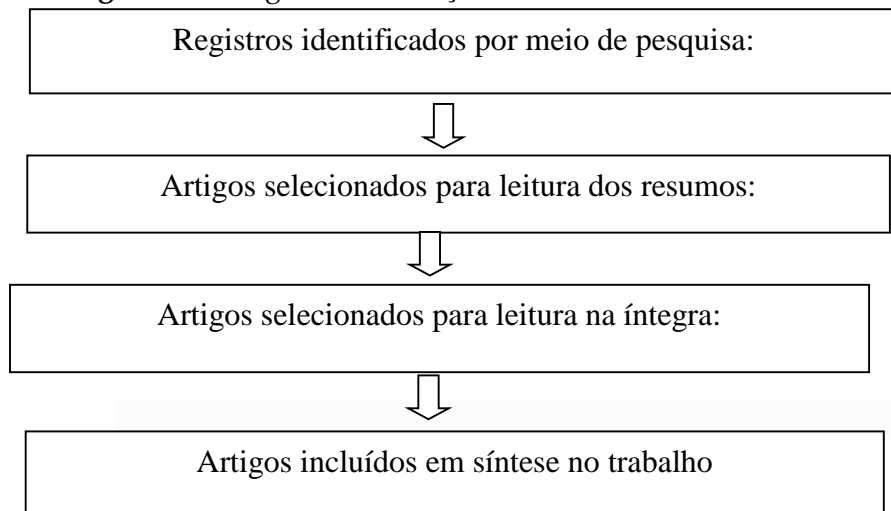 Registros identificados por meio de pesquisa:
Artigos selecionados para leitura dos resumos:
Artigos selecionados para leitura na íntegra:
Artigos incluídos em síntese no trabalho